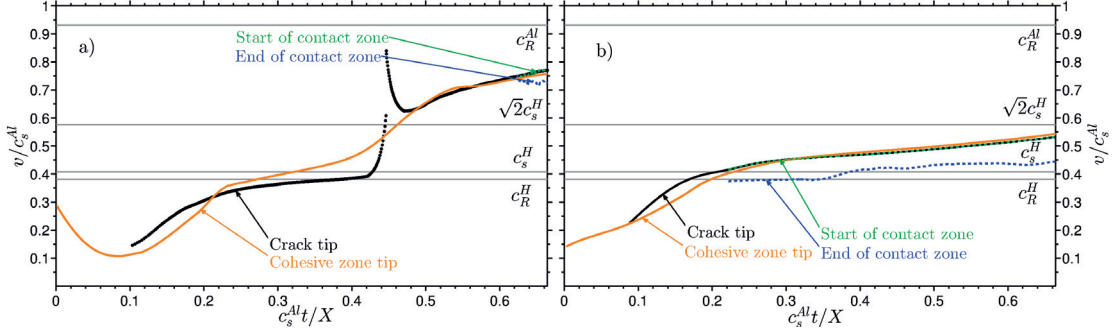 a)
Start of contact zone
End of contact zone
c_R^{Al}
√2c_s^H
c_s^H
c_R^H
Crack tip
Cohesive zone tip
v/c_s^{Al}
0.9
0.8
0.7
0.6
0.5
0.4
0.3
0.2
0.1
0 0.1 0.2 0.3 0.4 0.5 0.6
c_s^{Al}t/X
b)
c_R^{Al}
√2c_s^H
c_s^H
c_R^H
Start of contact zone
Crack tip
Cohesive zone tip
End of contact zone
1
0.9
0.8
0.7
0.6
0.5
0.4
0.3
0.2
0.1
0
v/c_s^{Al}
0 0.1 0.2 0.3 0.4 0.5 0.6
c_s^{Al}t/X